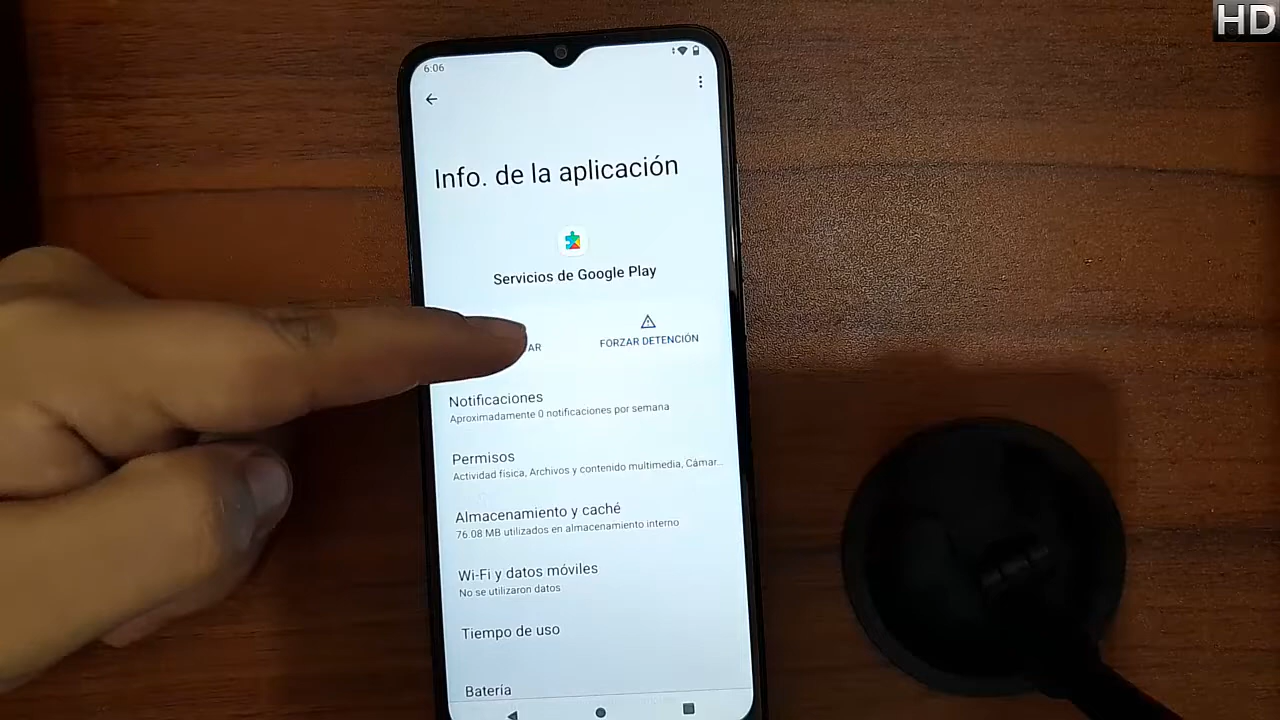 HD
6:06
Info. de la aplicación
Servicios de Google Play
AR
FORZAR DETENCIÓN
Notificaciones
Aproximadamente 0 notificaciones por semana
Permisos
Actividad física, Archivos y contenido multimedia, Cámar...
Almacenamiento y caché
76.08 MB utilizados en almacenamiento interno
Wi-Fi y datos móviles
No se utilizaron datos
Tiempo de uso
Batería